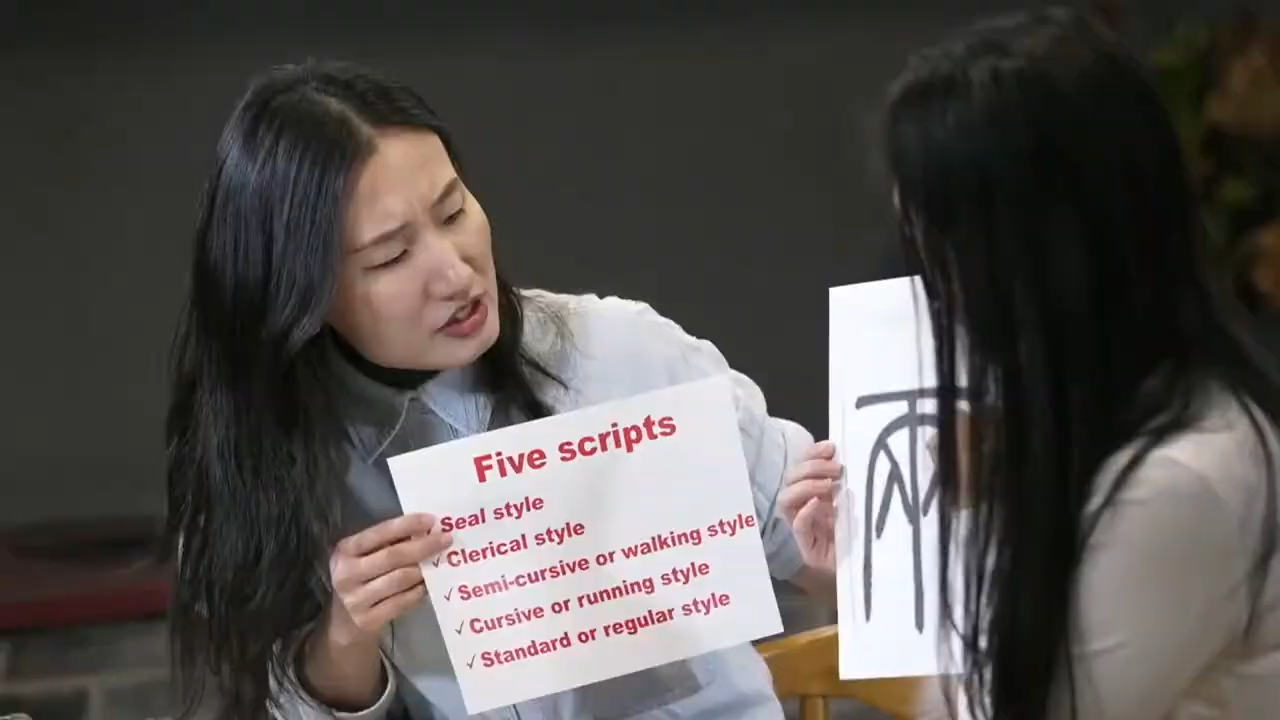 Five scripts
✓Seal style
✓Clerical style
✓Semi-cursive or walking style
✓Cursive or running style
✓Standard or regular style